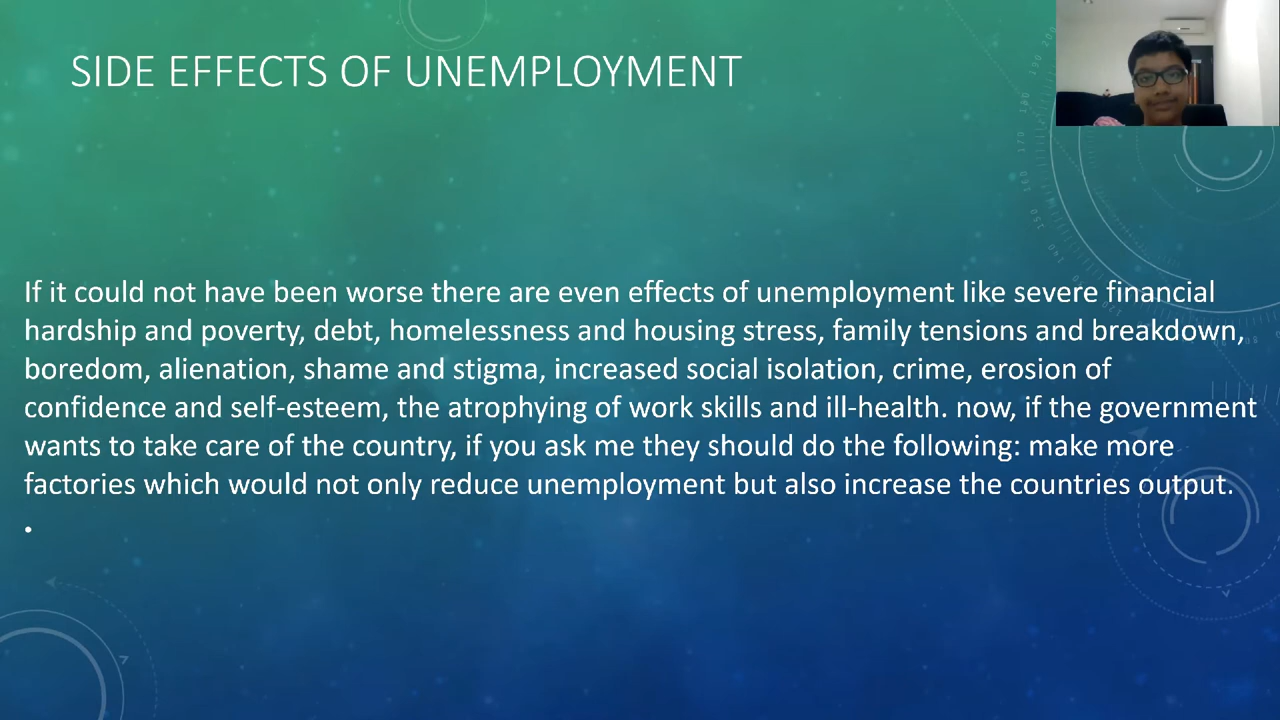 SIDE EFFECTS OF UNEMPLOYMENT
If it could not have been worse there are even effects of unemployment like severe financial
hardship and poverty, debt, homelessness and housing stress, family tensions and breakdown,
boredom, alienation, shame and stigma, increased social isolation, crime, erosion of
confidence and self-esteem, the atrophying of work skills and ill-health. now, if the government
wants to take care of the country, if you ask me they should do the following: make more
factories which would not only reduce unemployment but also increase the countries output.
•